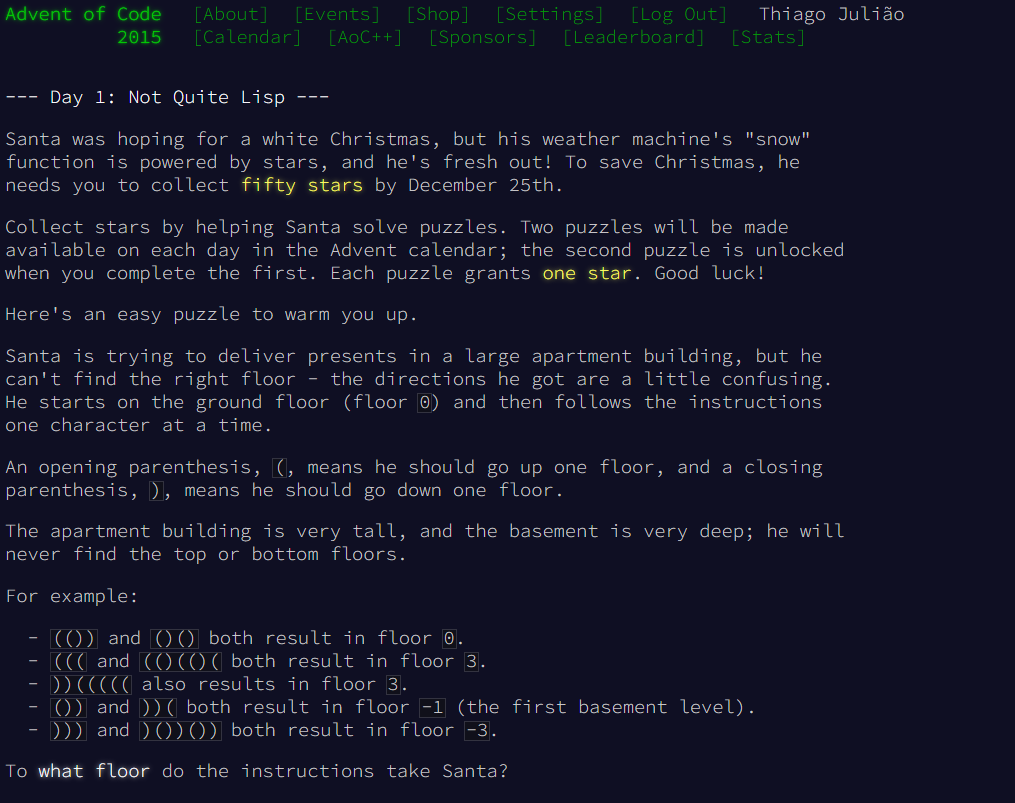 Advent of Code [About] [Events] [Shop] [Settings] [Log Out] Thiago Julião
2015 [Calendar] [AoC++] [Sponsors] [Leaderboard] [Stats]
--- Day 1: Not Quite Lisp ---
Santa was hoping for a white Christmas, but his weather machine's "snow"
function is powered by stars, and he's fresh out! To save Christmas, he
needs you to collect fifty stars by December 25th.
Collect stars by helping Santa solve puzzles. Two puzzles will be made
available on each day in the Advent calendar; the second puzzle is unlocked
when you complete the first. Each puzzle grants one star. Good luck!
Here's an easy puzzle to warm you up.
Santa is trying to deliver presents in a large apartment building, but he
can't find the right floor - the directions he got are a little confusing.
He starts on the ground floor (floor 0) and then follows the instructions
one character at a time.
An opening parenthesis, (, means he should go up one floor, and a closing
parenthesis, ), means he should go down one floor.
The apartment building is very tall, and the basement is very deep; he will
never find the top or bottom floors.
For example:
- (()) and ()() both result in floor 0.
- ((( and (()(()( both result in floor 3.
- ))((((( also results in floor 3.
- ()) and ))( both result in floor -1 (the first basement level).
- ))) and )())()) both result in floor -3.
To what floor do the instructions take Santa?